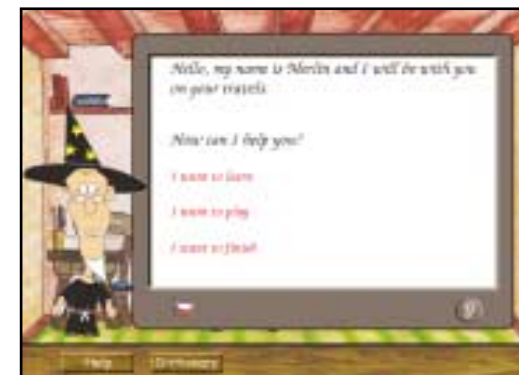 Hello, my name is Merlin and I will be with you
on your travels.
How can I help you?
I want to learn
I want to play
I want to finish
Help
Dictionary